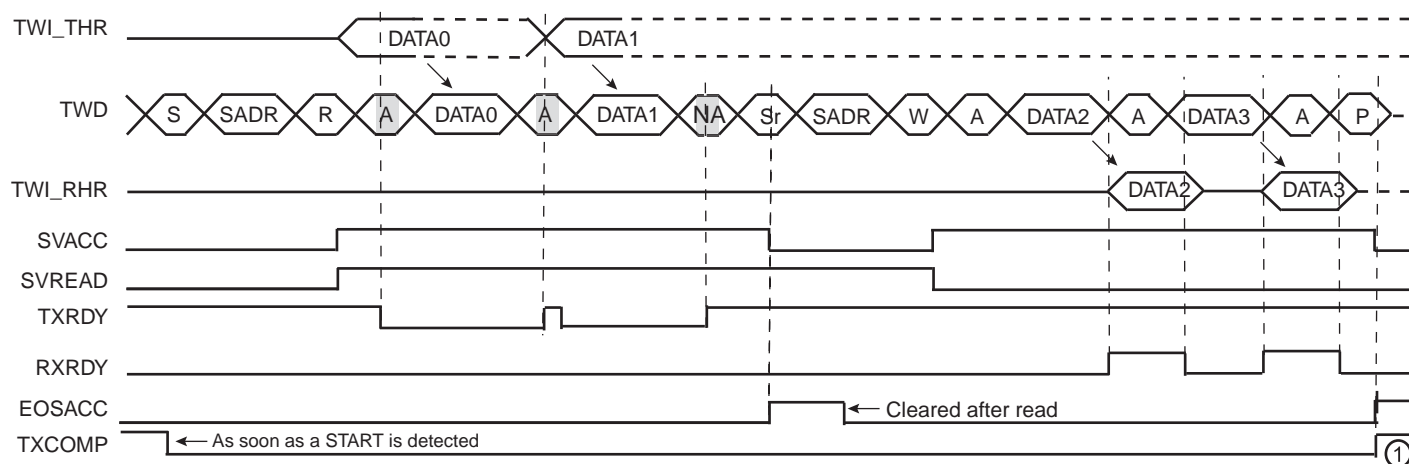 TWI_THR DATA0 DATA1
TWD S SADR R A DATA0 A DATA1 NA Sr SADR W A DATA2 A DATA3 A P
TWI_RHR DATA2 DATA3
SVACC
SVREAD
TXRDY
RXRDY
EOSACC Cleared after read
TXCOMP As soon as a START is detected 1